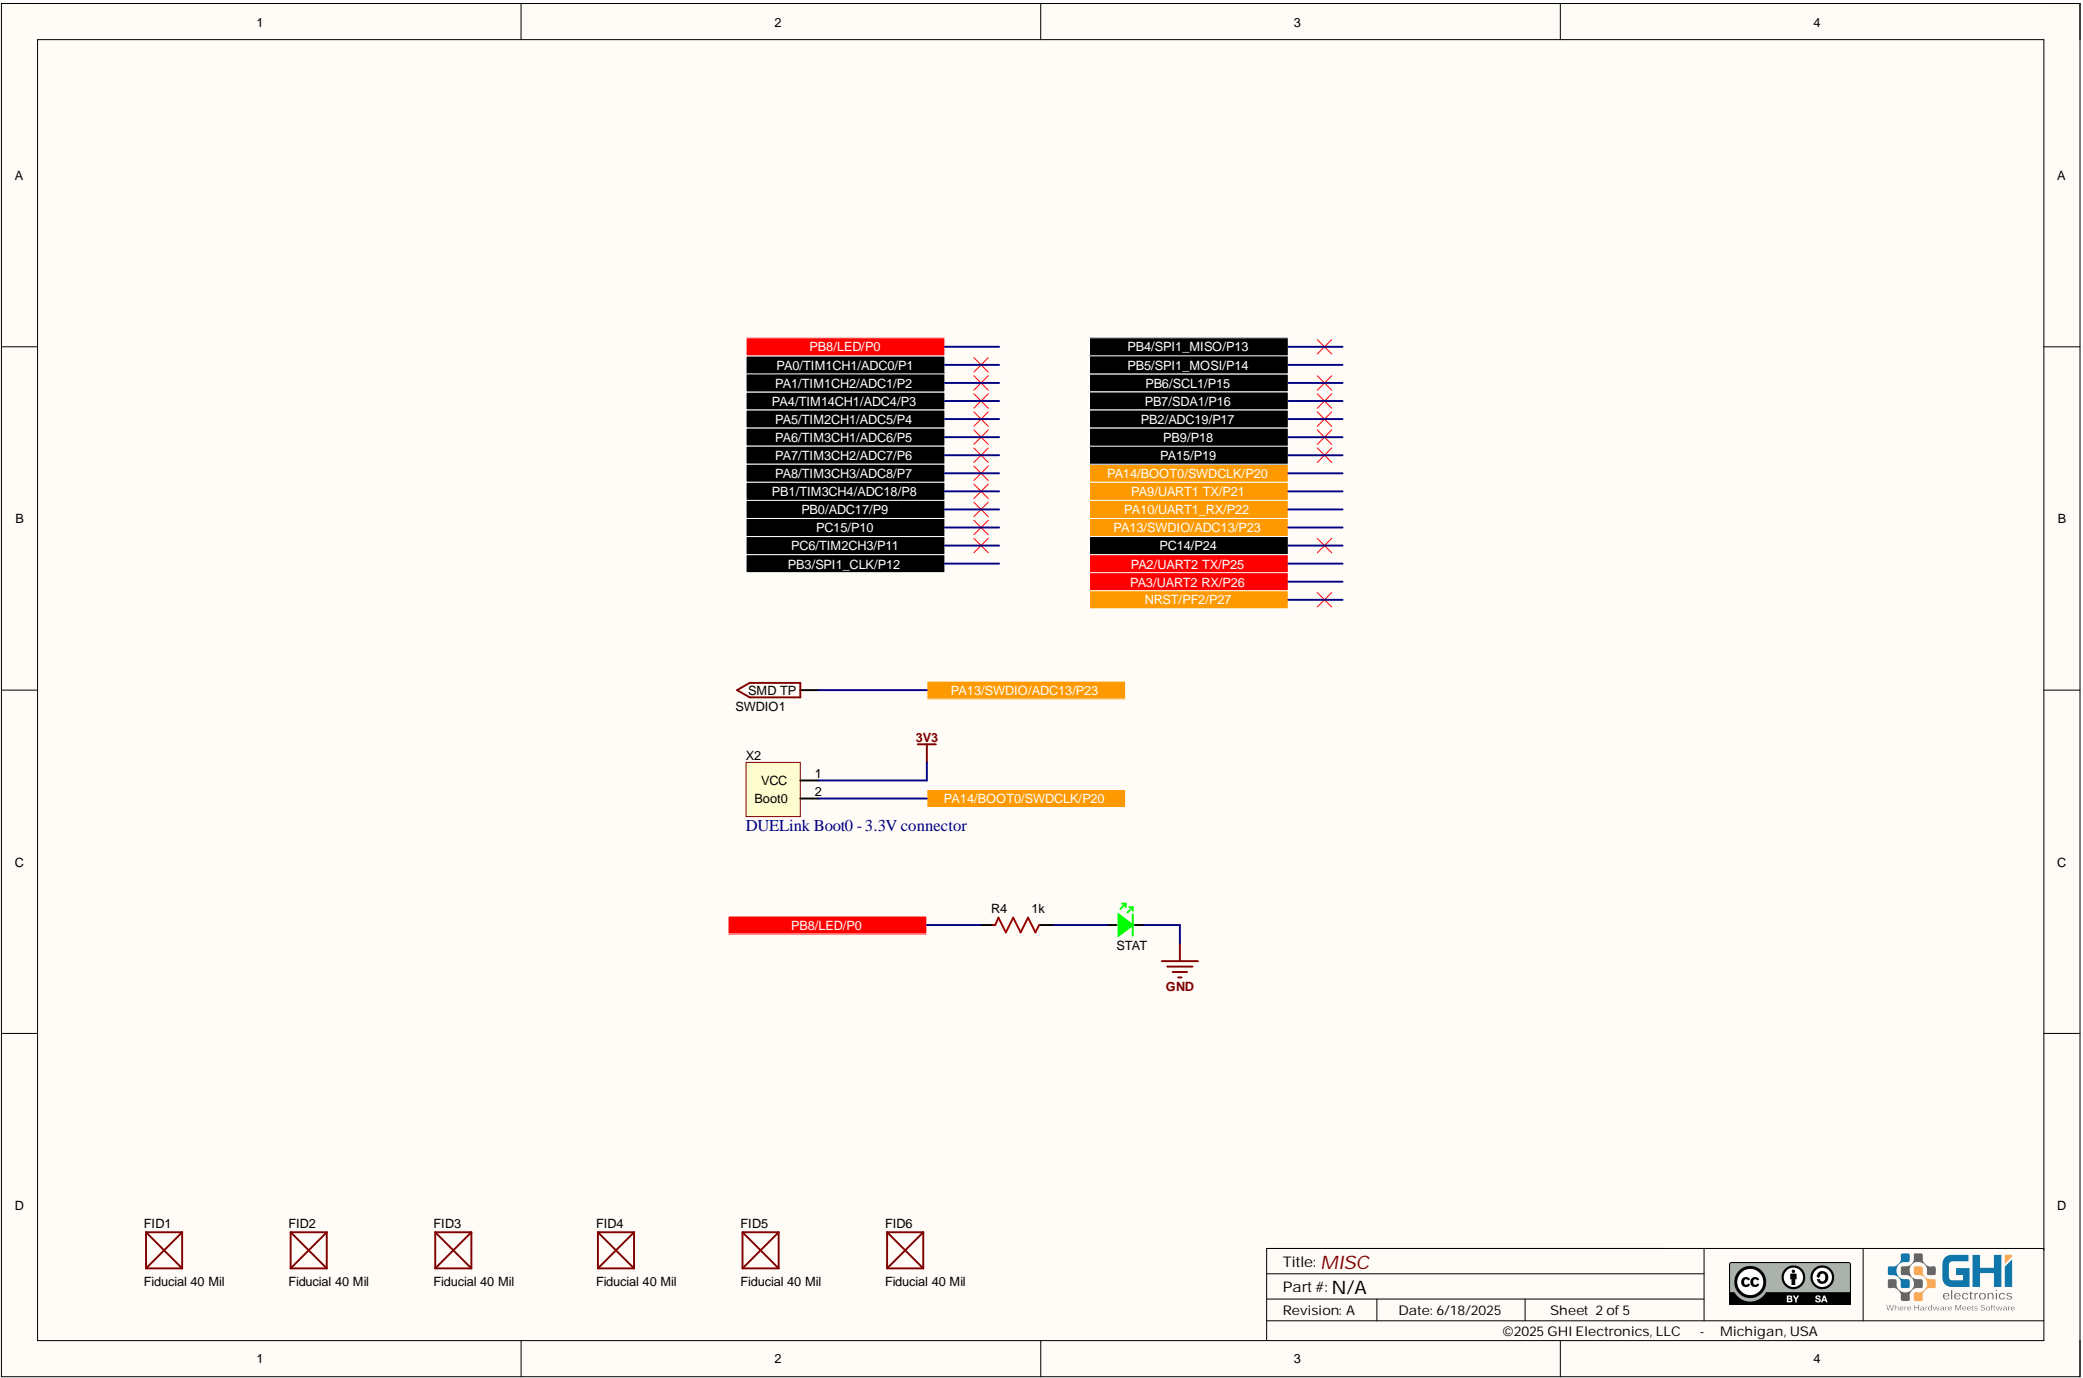 1 2 3 4
A A
PB8/LED/P0
PA0/TIM1CH1/ADC0/P1
PA1/TIM1CH2/ADC1/P2
PA4/TIM14CH1/ADC4/P3
PA5/TIM2CH1/ADC5/P4
PA6/TIM3CH1/ADC6/P5
PA7/TIM3CH2/ADC7/P6
PA8/TIM3CH3/ADC8/P7
PB1/TIM3CH4/ADC18/P8
PB0/ADC17/P9
PC15/P10
PC6/TIM2CH3/P11
PB3/SPI1_CLK/P12
PB4/SPI1_MISO/P13
PB5/SPI1_MOSI/P14
PB6/SCL1/P15
PB7/SDA1/P16
PB2/ADC19/P17
PB9/P18
PA15/P19
PA14/BOOT0/SWDCLK/P20
PA9/UART1 TX/P21
PA10/UART1_RX/P22
PA13/SWDIO/ADC13/P23
PC14/P24
PA2/UART2 TX/P25
PA3/UART2 RX/P26
NRST/PF2/P27
B B
SMD TP PA13/SWDIO/ADC13/P23
SWDIO1
3V3
X2
VCC 1
Boot0 2 PA14/BOOT0/SWDCLK/P20
DUELink Boot0 - 3.3V connector
C C
R4 1k
PB8/LED/P0
STAT
GND
D D
FID1 FID2 FID3 FID4 FID5 FID6
Fiducial 40 Mil Fiducial 40 Mil Fiducial 40 Mil Fiducial 40 Mil Fiducial 40 Mil Fiducial 40 Mil
Title: MISC
Part #: N/A
Revision: A Date: 6/18/2025 Sheet 2 of 5
cc BY SA
GHI
electronics
Where Hardware Meets Software
©2025 GHI Electronics, LLC - Michigan, USA
1 2 3 4